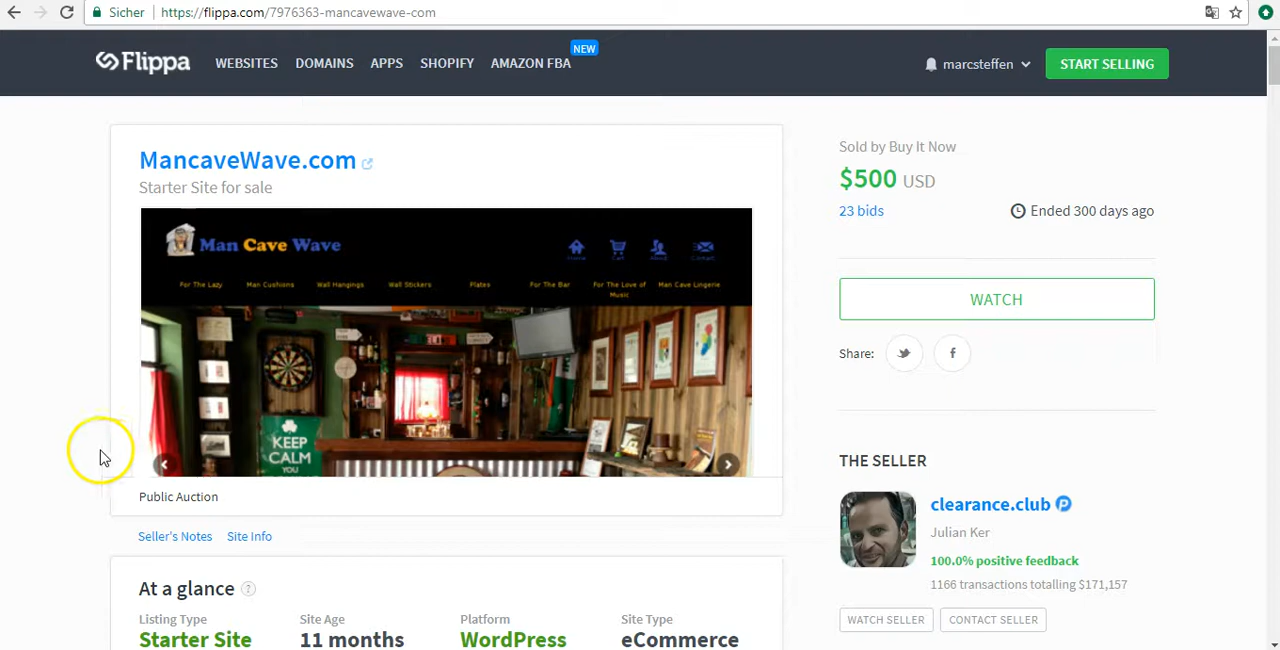 Sicher https://flippa.com/7976363-mancavewave-com
Flippa WEBSITES DOMAINS APPS SHOPIFY AMAZON FBA NEW marcsteffen START SELLING
MancaveWave.com
Starter Site for sale
Man Cave Wave
Home Cart About Contact
For The Lazy Man Cushions Wall Hangings Wall Stickers Plates For The Bar For The Love of Music Man Cave Lingerie
KEEP
CALM
YOU
Public Auction
Seller's Notes Site Info
At a glance ?
Listing Type Site Age Platform Site Type
Starter Site 11 months WordPress eCommerce
Sold by Buy It Now
$500 USD
23 bids Ended 300 days ago
WATCH
Share:
THE SELLER
clearance.club
Julian Ker
100.0% positive feedback
1166 transactions totalling $171,157
WATCH SELLER CONTACT SELLER